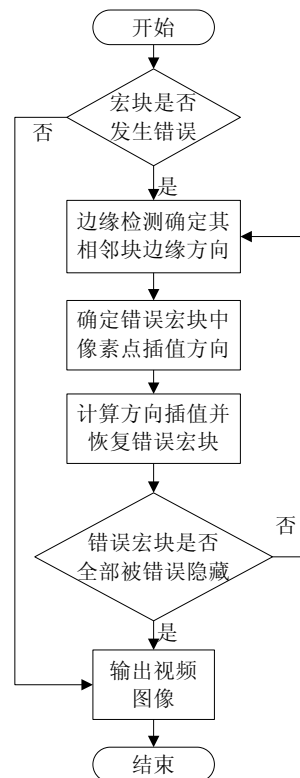 开始
宏块是否
发生错误
否
是
边缘检测确定其
相邻块边缘方向
确定错误宏块中
像素点插值方向
计算方向插值并
恢复错误宏块
错误宏块是否
全部被错误隐藏
否
是
输出视频
图像
结束